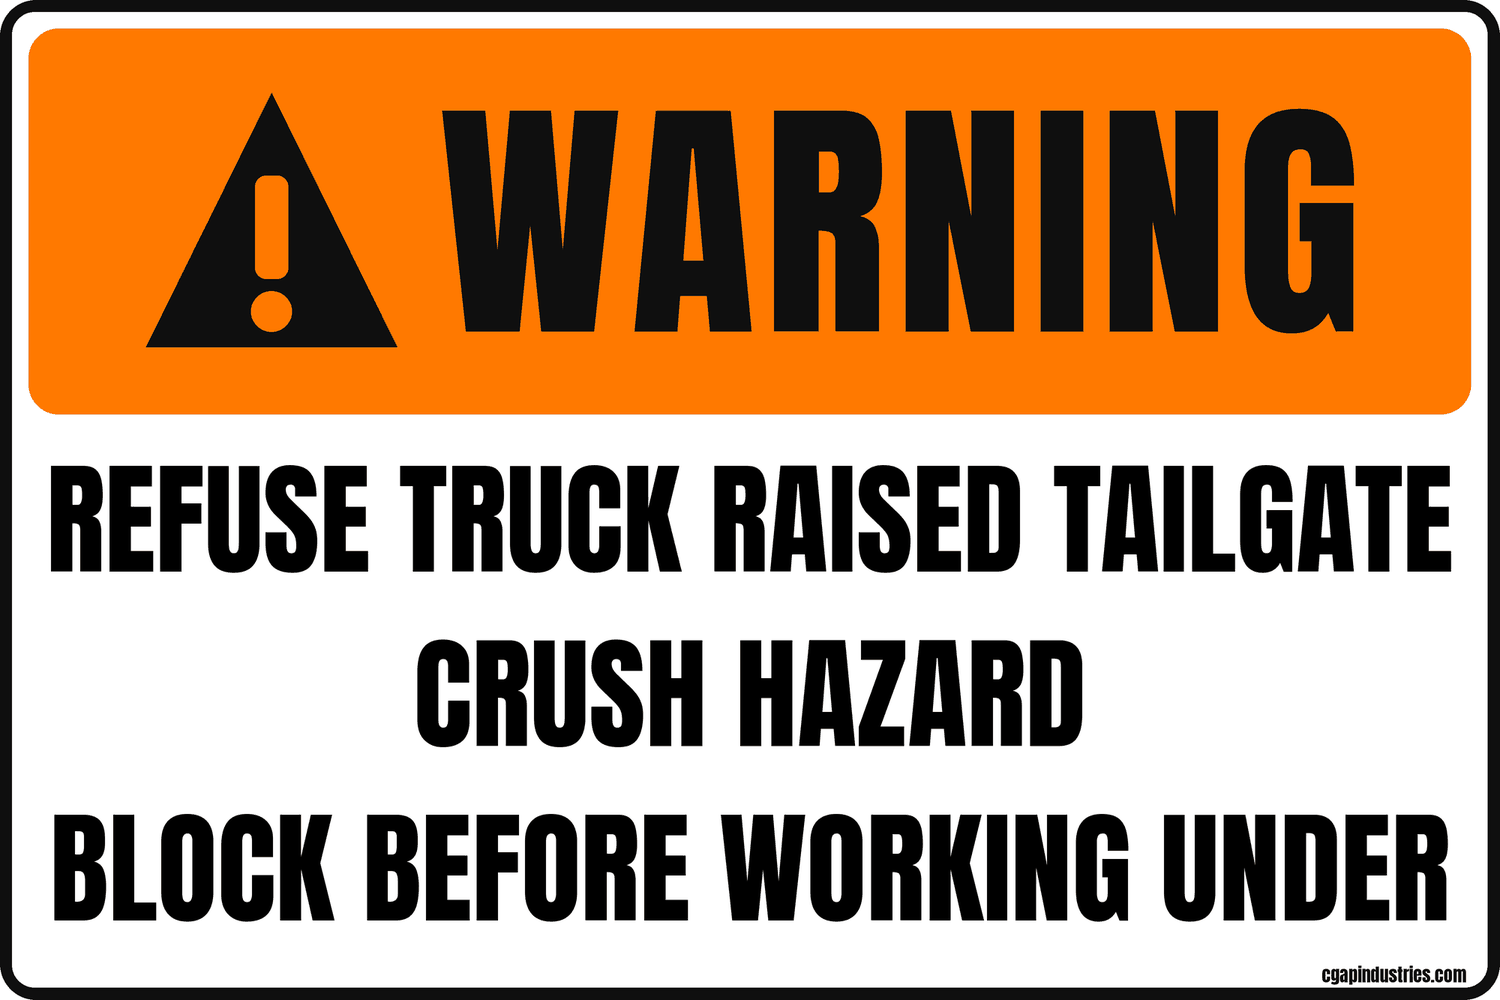 WARNING
REFUSE TRUCK RAISED TAILGATE
CRUSH HAZARD
BLOCK BEFORE WORKING UNDER
cgapindustries.com